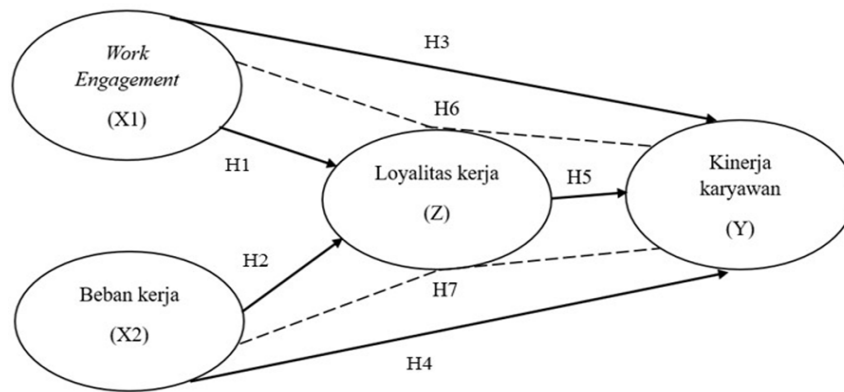 Work
Engagement
(X1)
H3
H6
H1
Loyalitas kerja
(Z)
H5
Kinerja
karyawan
(Y)
H2
Beban kerja
(X2)
H7
H4